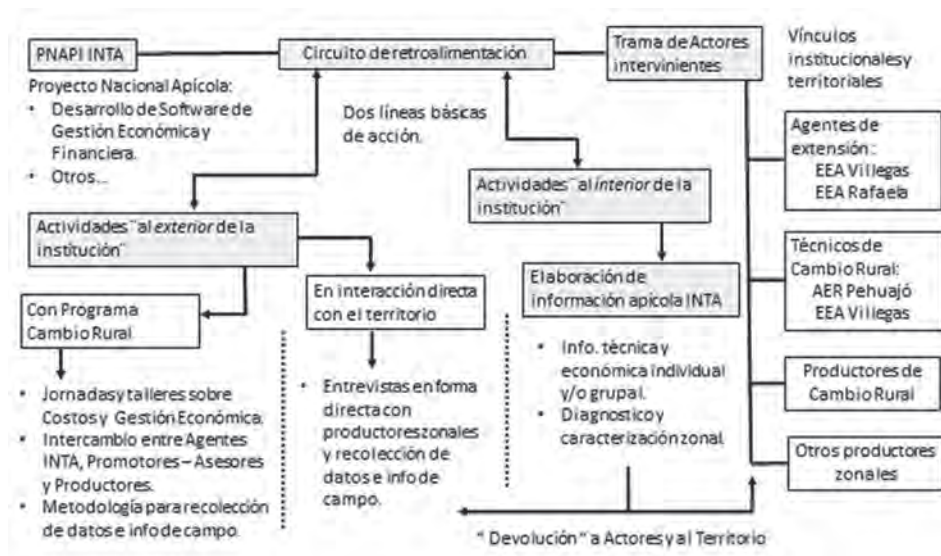 PNAPI INTA
Proyecto Nacional Apícola:
• Desarrollo de Software de
Gestión Económica y
Financiera.
• Otros...
Circuito de retroalimentación
Dos líneas básicas
de acción.
Trama de Actores
intervinientes
Vínculos
institucionales y
territoriales
Agentes de
extensión:
EEA Villegas
EEA Rafaela
Técnicos de
Cambio Rural:
AER Pehuajó
EEA Villegas
Productores de
Cambio Rural
Otros productores
zonales
Actividades ¨al exterior de la
institución¨
Actividades ¨al interior de la
institución¨
Con Programa
Cambio Rural
En interacción directa
con el territorio
Elaboración de
información apícola INTA
• Jornadas y talleres sobre
Costos y Gestión Económica.
• Intercambio entre Agentes
INTA, Promotores – Asesores
y Productores.
• Metodología para recolección
de datos e info de campo.
• Entrevistas en forma
directa con
productores zonales
y recolección de
datos e info de
campo.
• Info. técnica y
económica individual
y/o grupal.
• Diagnostico y
caracterización zonal
¨ Devolución ¨ a Actores y al Territorio